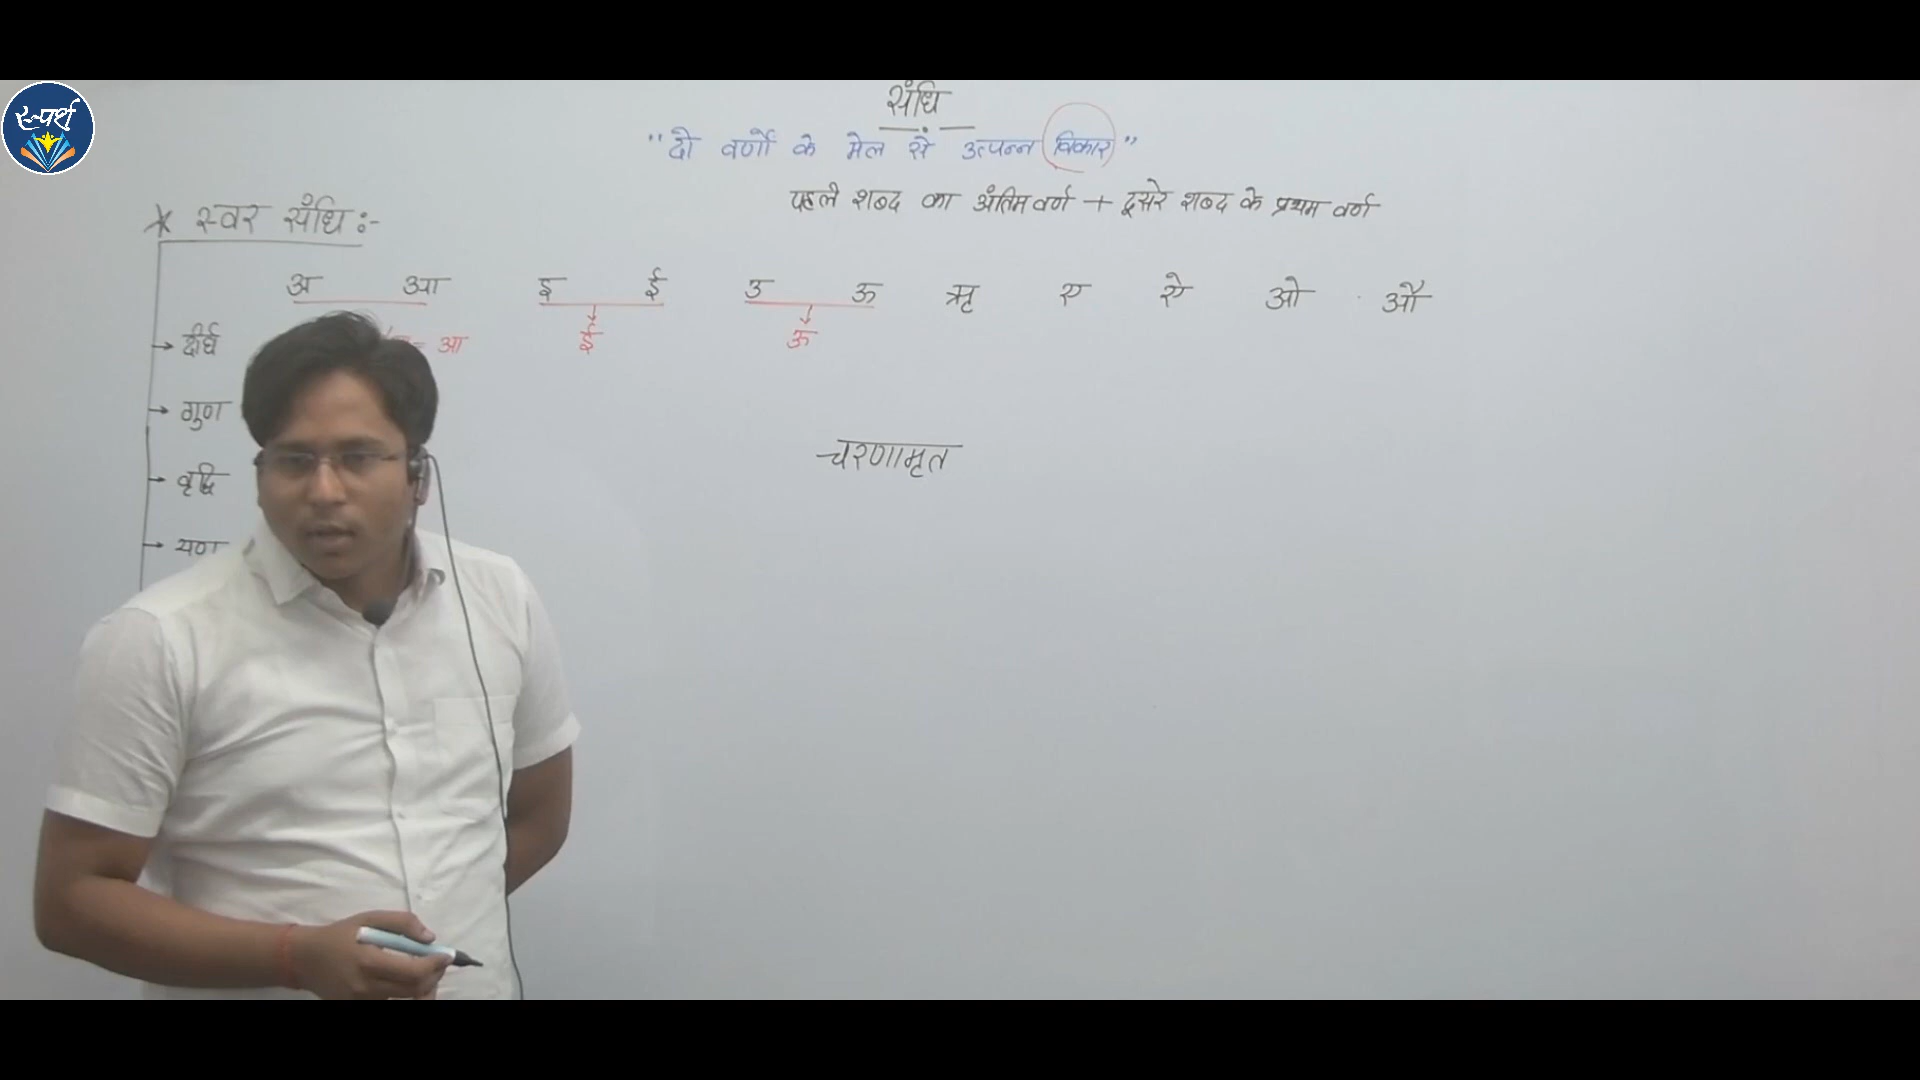 स्पर्श
संधि
"दो वर्णो के मेल से उत्पन्न विकार"
पहले शब्द का अंतिम वर्ण + दूसरे शब्द के प्रथम वर्ण
* स्वर संधि :-
अ आ इ ई उ ऊ ऋ ए ऐ ओ औ
→ दीर्घ = आ ई ऊ
→ गुण
चरणामृत
→ वृद्धि
→ यण